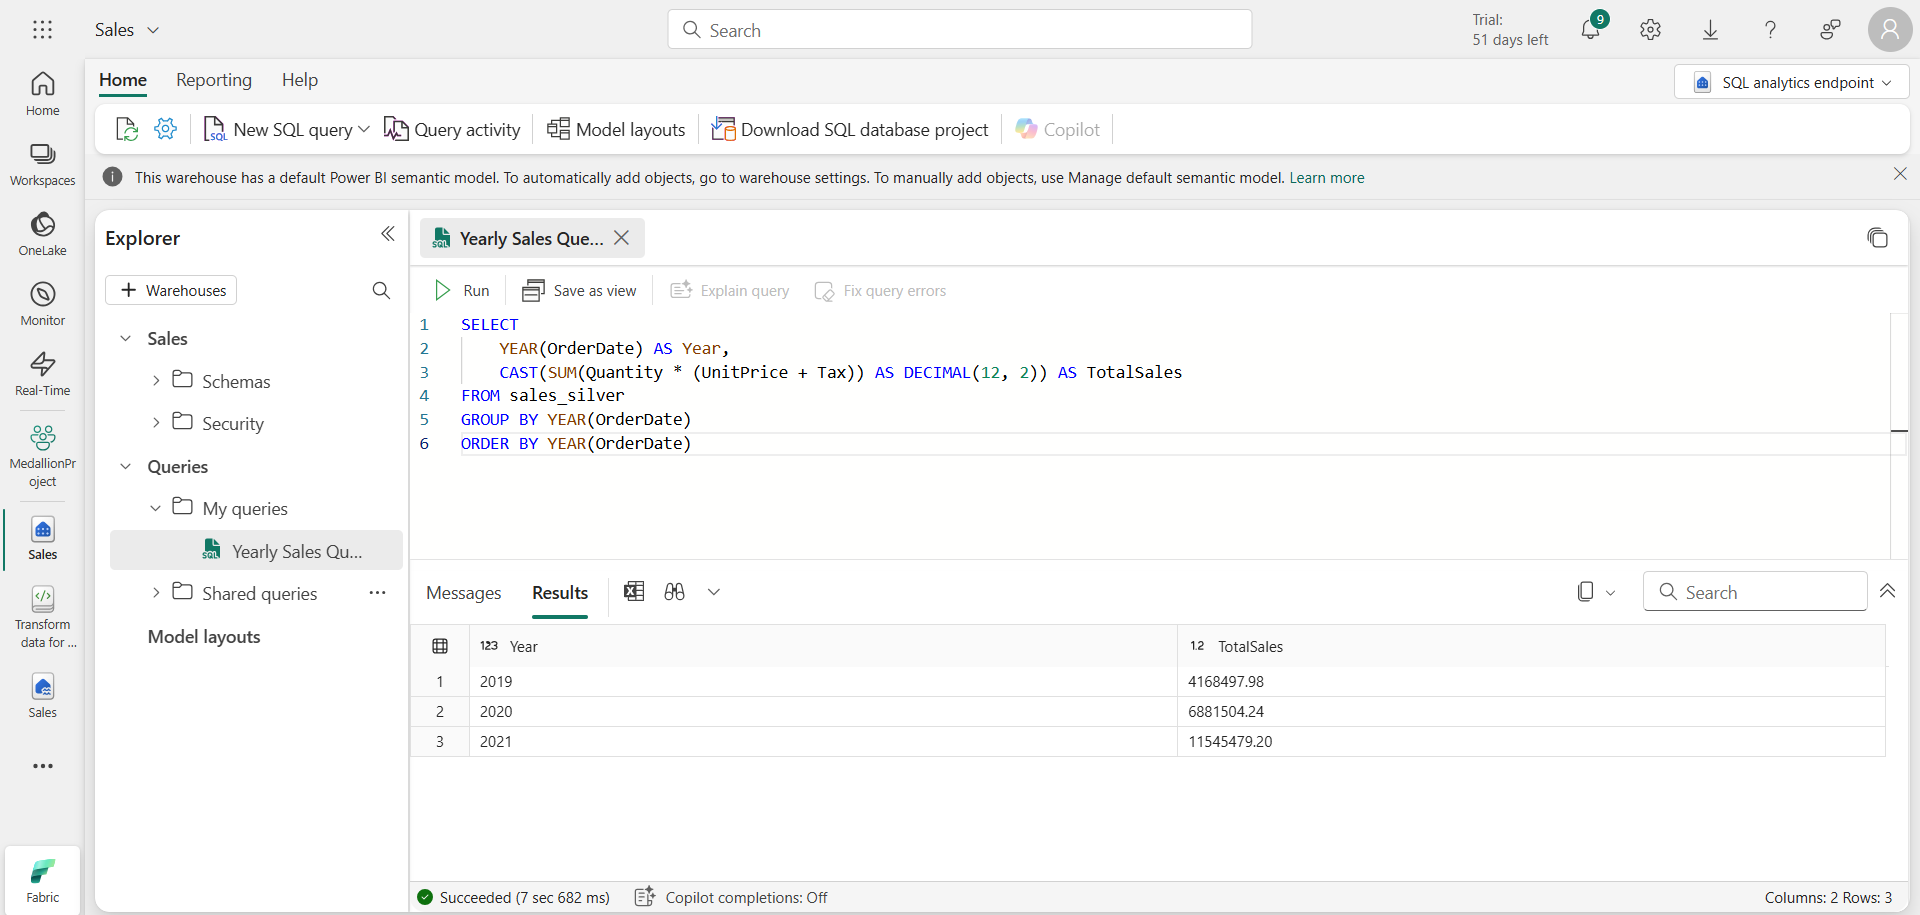 Sales
Search
Trial:
51 days left
9
Home
Reporting
Help
SQL analytics endpoint
New SQL query
Query activity
Model layouts
Download SQL database project
Copilot
This warehouse has a default Power BI semantic model. To automatically add objects, go to warehouse settings. To manually add objects, use Manage default semantic model. Learn more
Home
Workspaces
OneLake
Monitor
Real-Time
MedallionPr
oject
Sales
Transform
data for ...
Sales
Fabric
Explorer
Warehouses
Sales
Schemas
Security
Queries
My queries
SQL Yearly Sales Qu...
Shared queries
Model layouts
SQL Yearly Sales Que...
Run
Save as view
Explain query
Fix query errors
1 SELECT
2 YEAR(OrderDate) AS Year,
3 CAST(SUM(Quantity * (UnitPrice + Tax)) AS DECIMAL(12, 2)) AS TotalSales
4 FROM sales_silver
5 GROUP BY YEAR(OrderDate)
6 ORDER BY YEAR(OrderDate)
Messages
Results
Search
123 Year 1.2 TotalSales
1 2019 4168497.98
2 2020 6881504.24
3 2021 11545479.20
Succeeded (7 sec 682 ms)
Copilot completions: Off
Columns: 2 Rows: 3